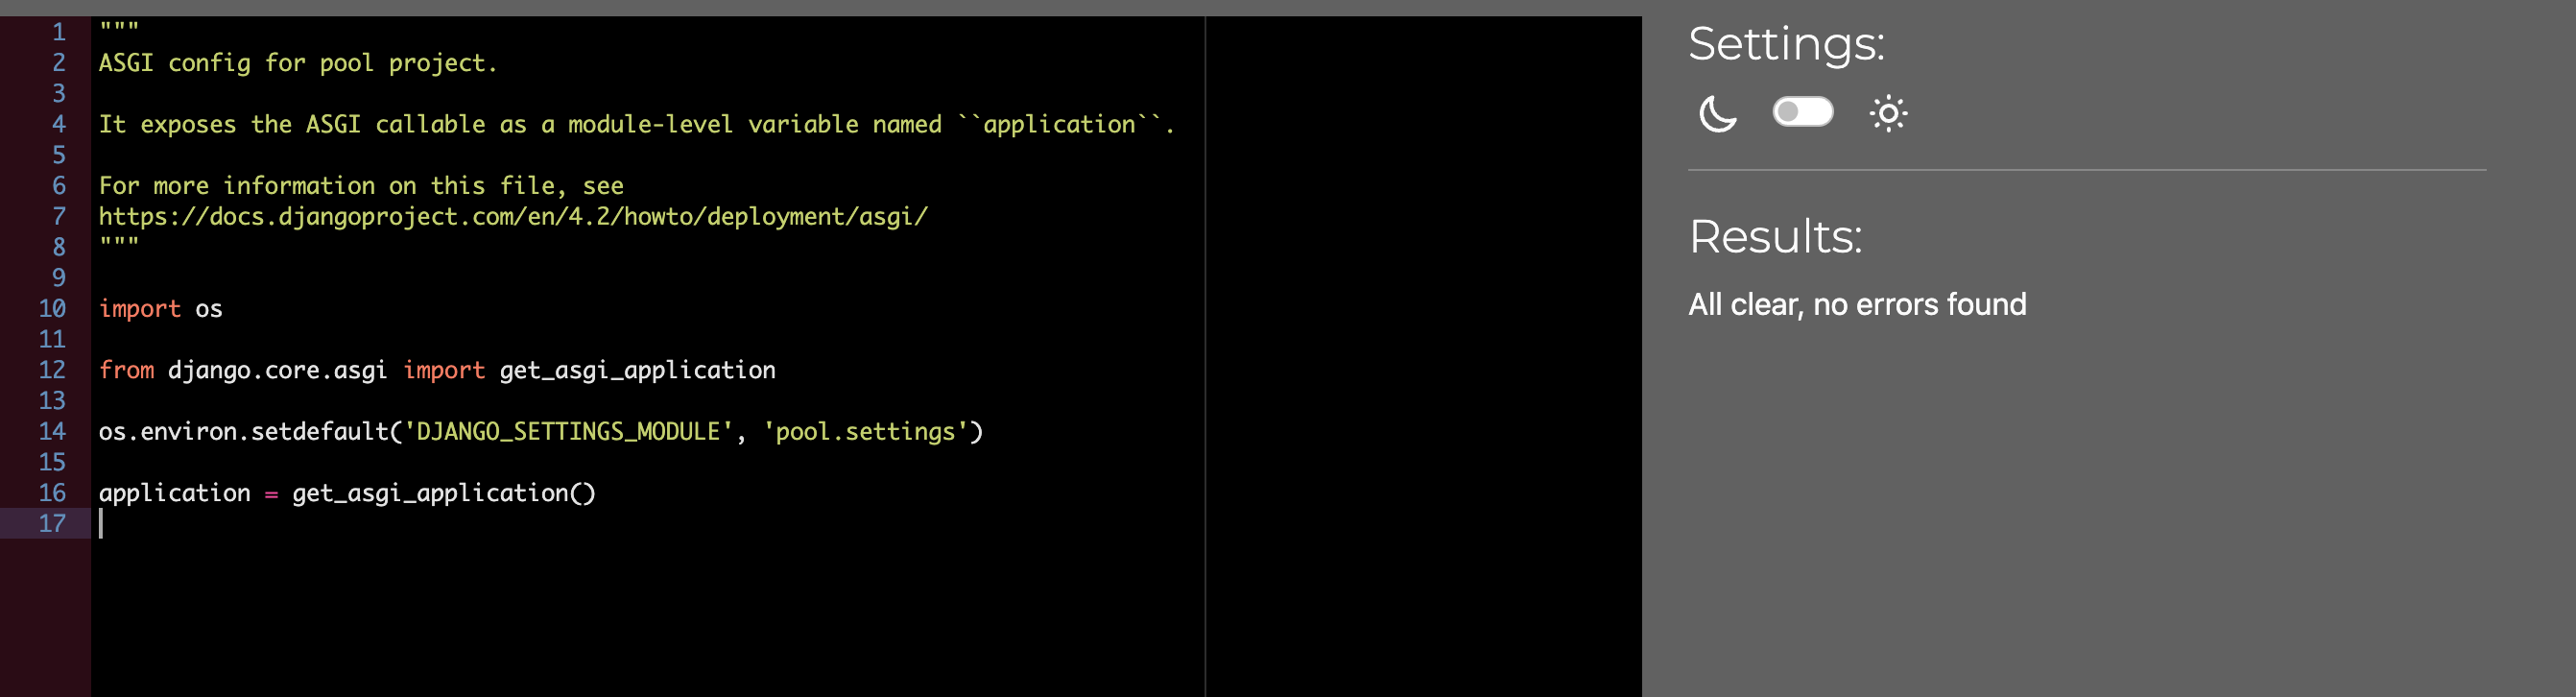 1 """
2 ASGI config for pool project.
3
4 It exposes the ASGI callable as a module-level variable named ``application``.
5
6 For more information on this file, see
7 https://docs.djangoproject.com/en/4.2/howto/deployment/asgi/
8 """
9
10 import os
11
12 from django.core.asgi import get_asgi_application
13
14 os.environ.setdefault('DJANGO_SETTINGS_MODULE', 'pool.settings')
15
16 application = get_asgi_application()
17
Settings:
Results:
All clear, no errors found